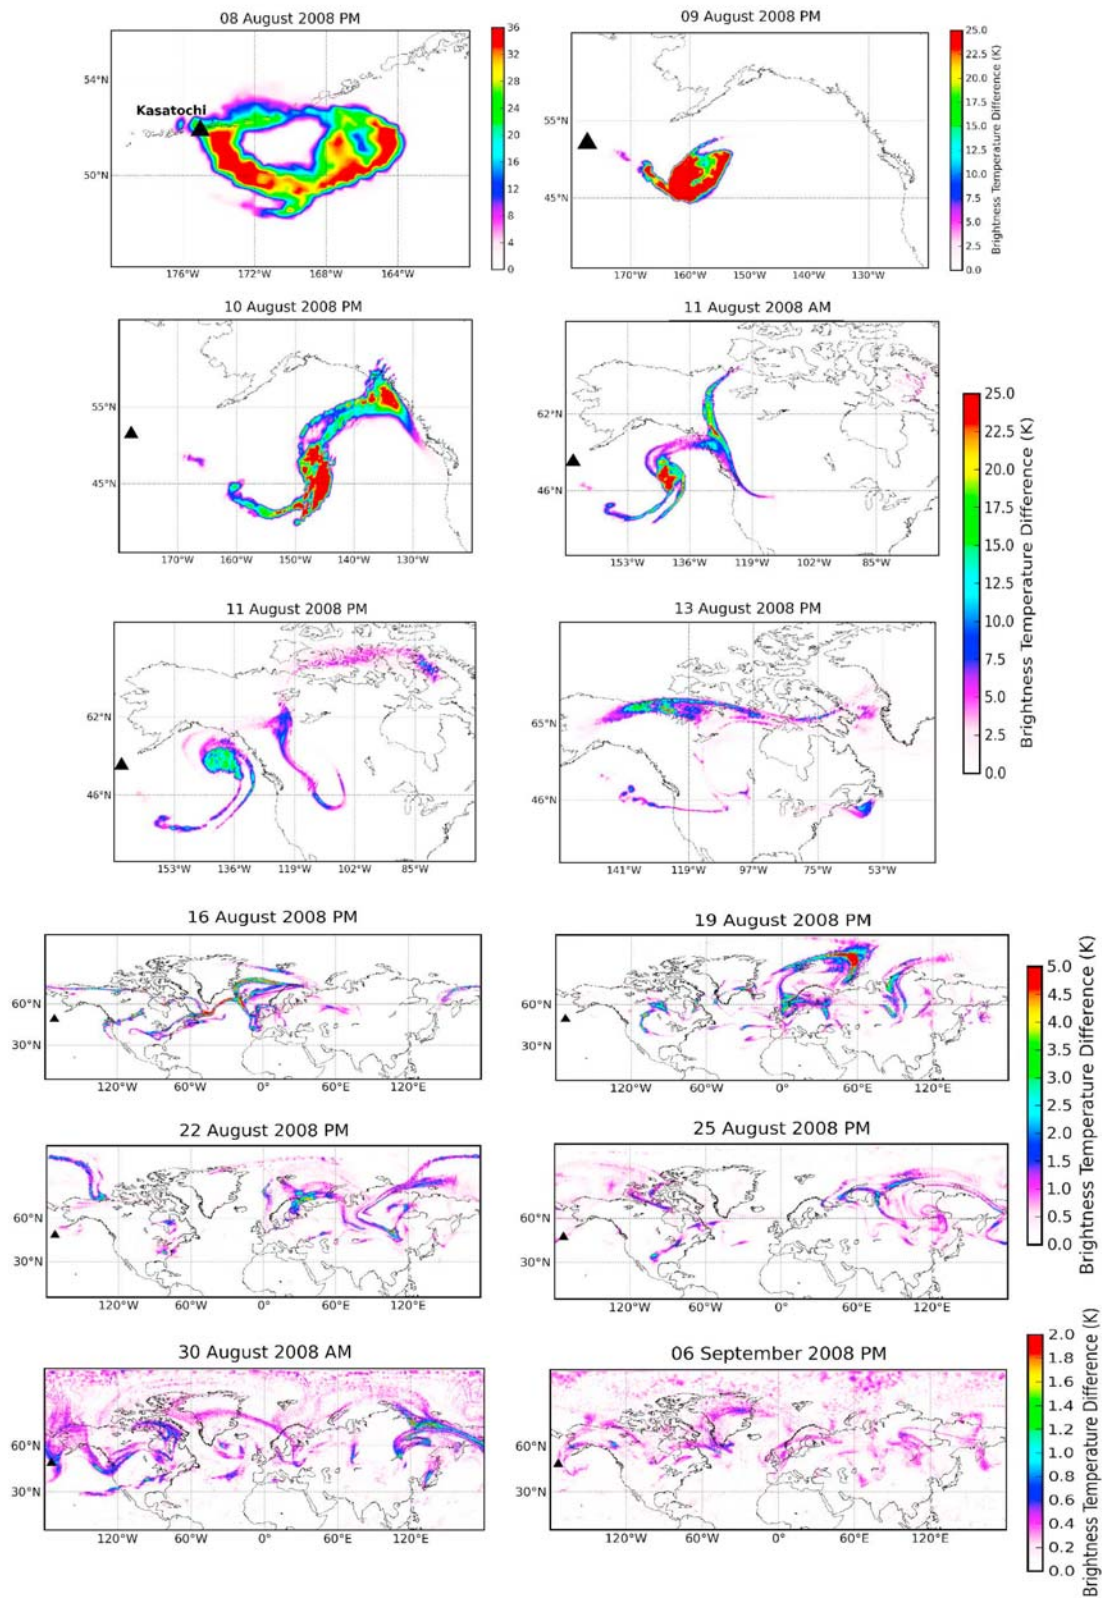 08 August 2008 PM
54°N
50°N
Kasatochi
176°W 172°W 168°W 164°W
36
32
28
24
20
16
12
8
4
0
09 August 2008 PM
55°N
45°N
170°W 160°W 150°W 140°W 130°W
25.0
22.5
20.0
17.5
15.0
12.5
10.0
7.5
5.0
2.5
0.0
Brightness Temperature Difference (K)
10 August 2008 PM
55°N
45°N
170°W 160°W 150°W 140°W 130°W
11 August 2008 AM
62°N
46°N
153°W 136°W 119°W 102°W 85°W
25.0
22.5
20.0
17.5
15.0
12.5
10.0
7.5
5.0
2.5
0.0
Brightness Temperature Difference (K)
11 August 2008 PM
62°N
46°N
153°W 136°W 119°W 102°W 85°W
13 August 2008 PM
65°N
46°N
141°W 119°W 97°W 75°W 53°W
16 August 2008 PM
60°N
30°N
120°W 60°W 0° 60°E 120°E
19 August 2008 PM
60°N
30°N
120°W 60°W 0° 60°E 120°E
5.0
4.5
4.0
3.5
3.0
2.5
2.0
1.5
1.0
0.5
0.0
Brightness Temperature Difference (K)
22 August 2008 PM
60°N
30°N
120°W 60°W 0° 60°E 120°E
25 August 2008 PM
60°N
30°N
120°W 60°W 0° 60°E 120°E
30 August 2008 AM
60°N
30°N
120°W 60°W 0° 60°E 120°E
06 September 2008 PM
60°N
30°N
120°W 60°W 0° 60°E 120°E
2.0
1.8
1.6
1.4
1.2
1.0
0.8
0.6
0.4
0.2
0.0
Brightness Temperature Difference (K)